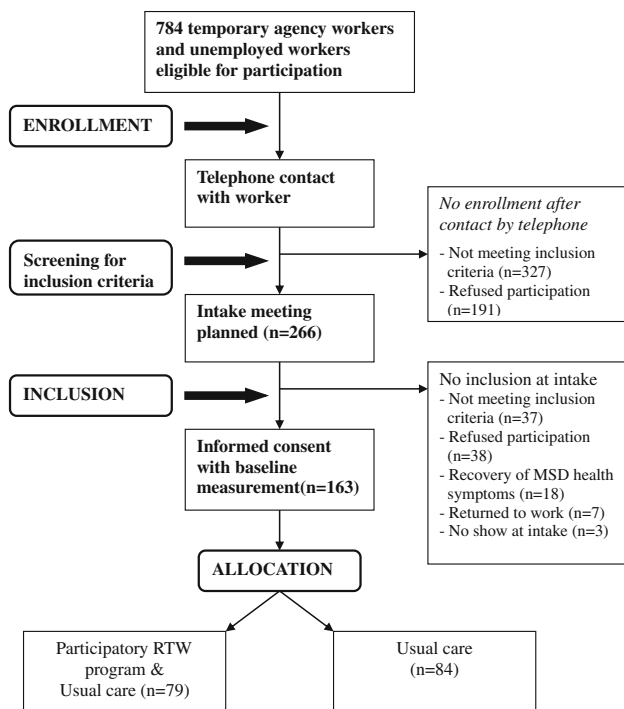 784 temporary agency workers
and unemployed workers
eligible for participation
ENROLLMENT
Telephone contact
with worker
No enrollment after
contact by telephone
- Not meeting inclusion
criteria (n=327)
- Refused participation
(n=191)
Screening for
inclusion criteria
Intake meeting
planned (n=266)
INCLUSION
No inclusion at intake
- Not meeting inclusion
criteria (n=37)
- Refused participation
(n=38)
- Recovery of MSD health
symptoms (n=18)
- Returned to work (n=7)
- No show at intake (n=3)
Informed consent
with baseline
measurement(n=163)
ALLOCATION
Participatory RTW
program &
Usual care (n=79)
Usual care
(n=84)